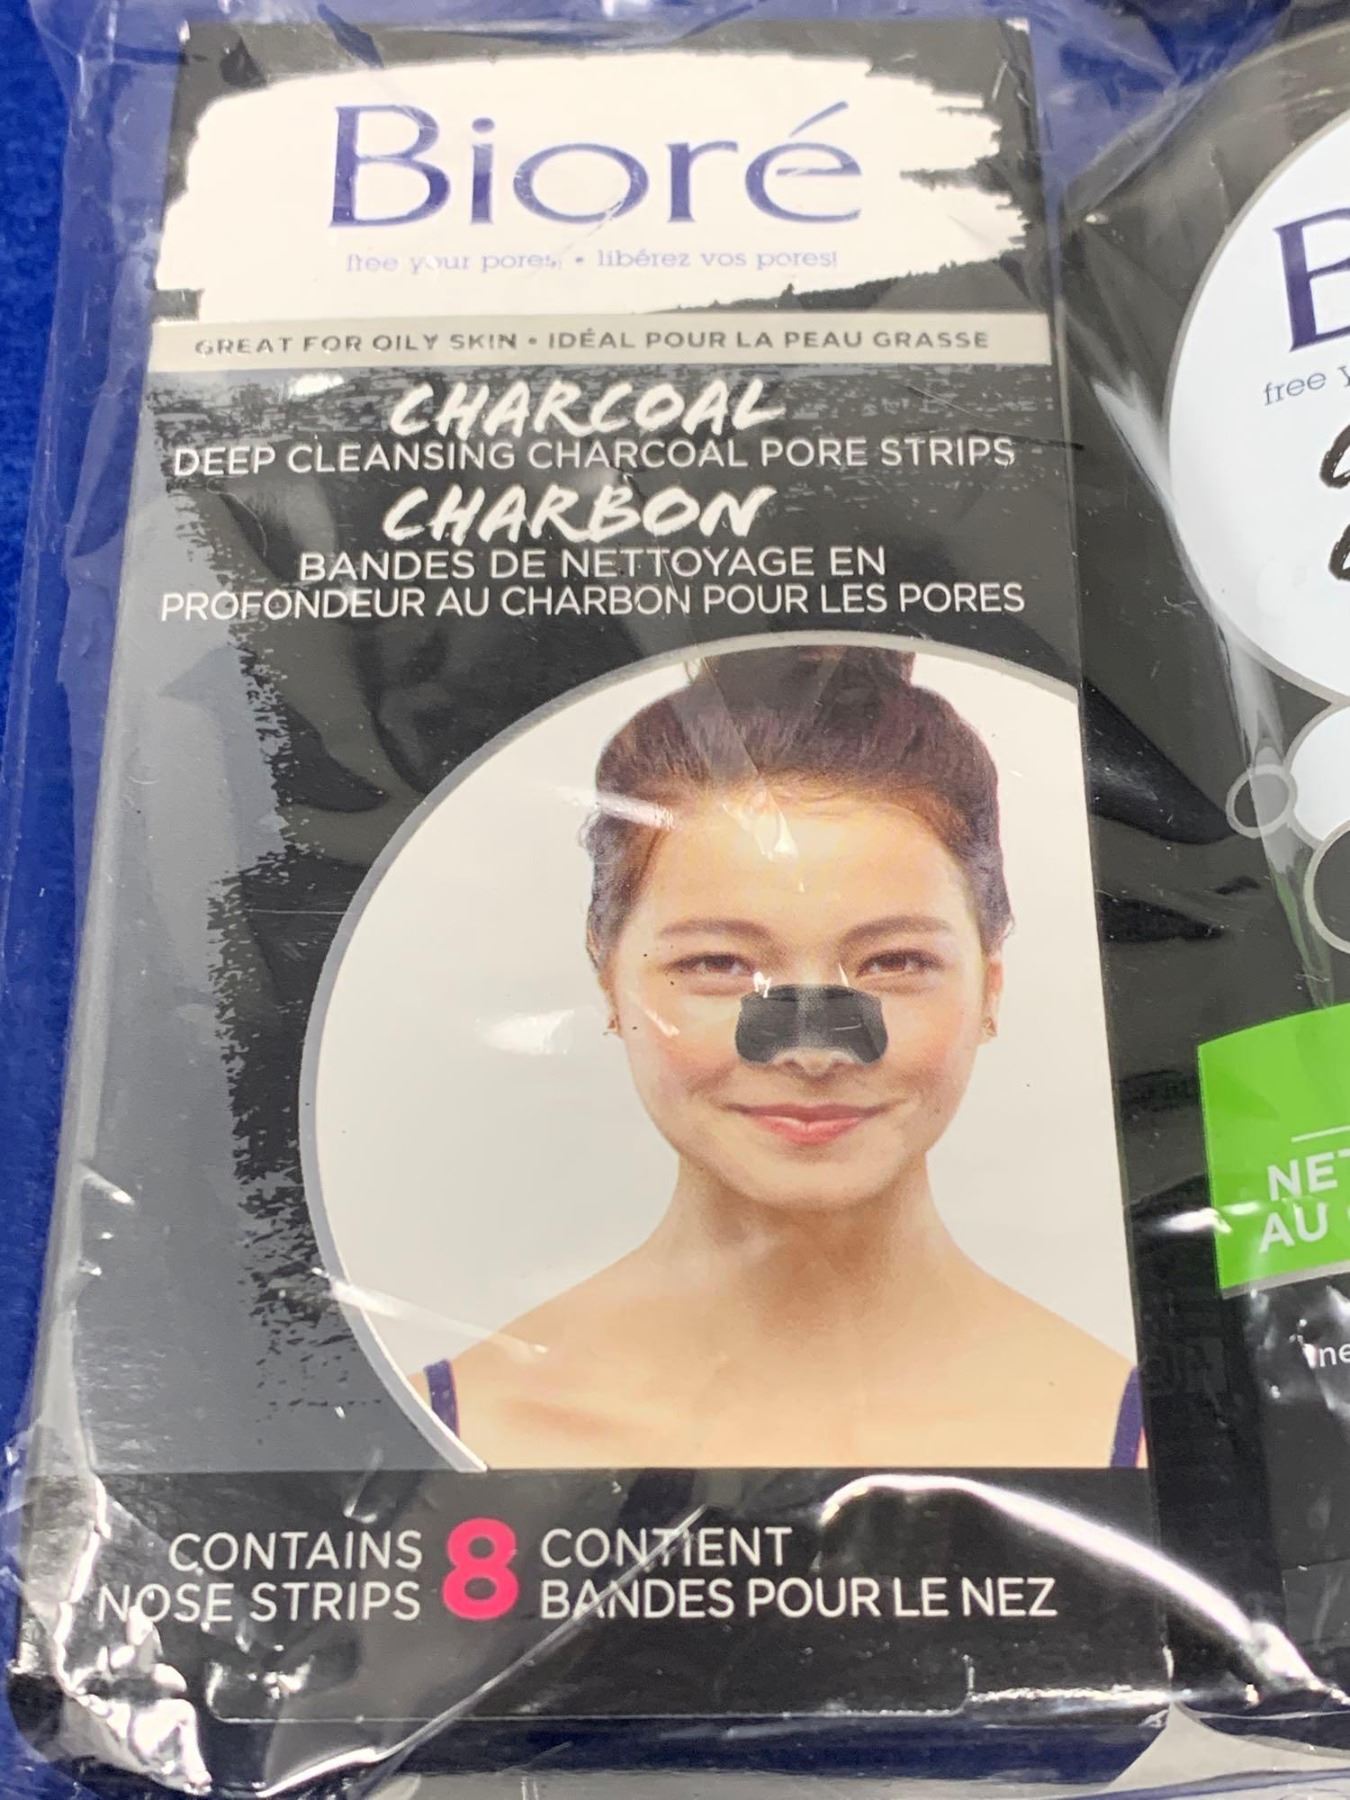 Bioré
free your pores! • libérez vos pores!
GREAT FOR OILY SKIN • IDÉAL POUR LA PEAU GRASSE
CHARCOAL
DEEP CLEANSING CHARCOAL PORE STRIPS
CHARBON
BANDES DE NETTOYAGE EN
PROFONDEUR AU CHARBON POUR LES PORES
CONTAINS 8 CONTIENT
NOSE STRIPS BANDES POUR LE NEZ
B
free
NET
AU